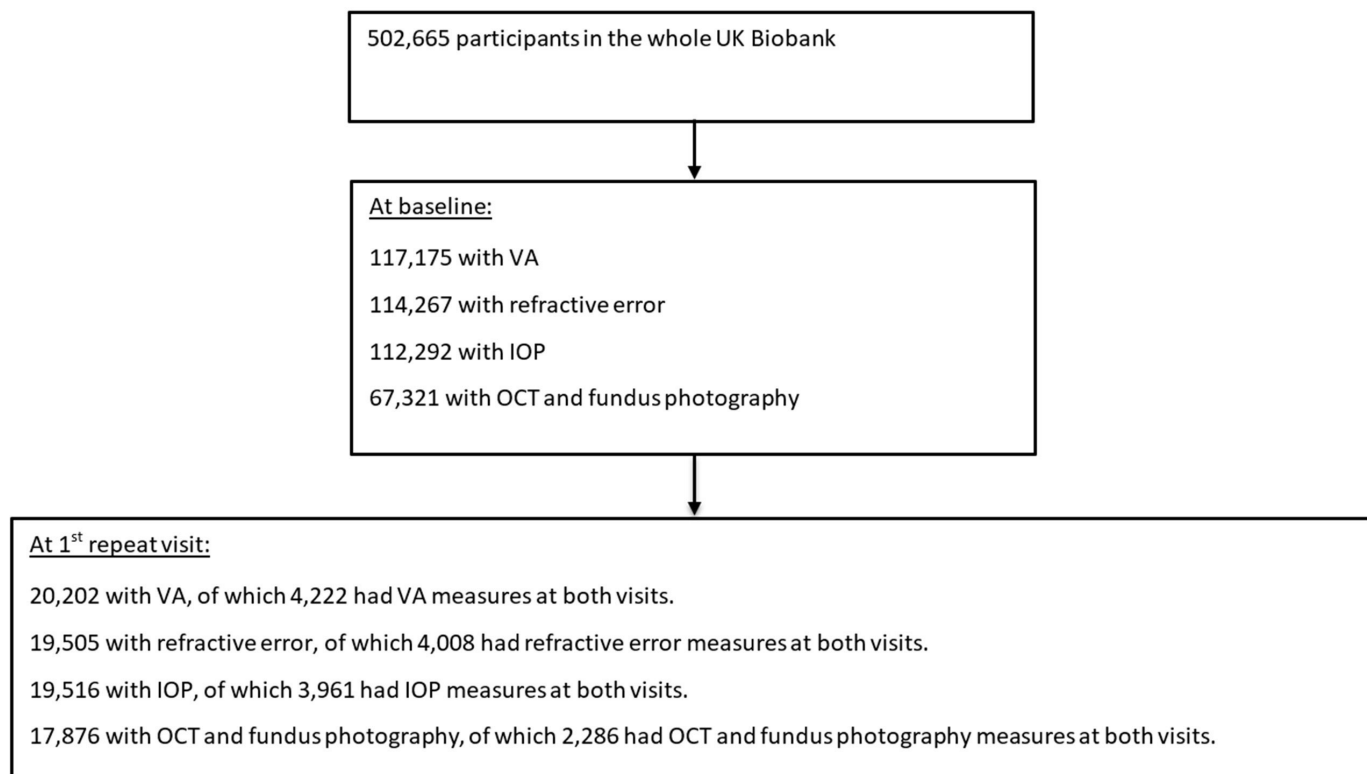 502,665 participants in the whole UK Biobank
At baseline:
117,175 with VA
114,267 with refractive error
112,292 with IOP
67,321 with OCT and fundus photography
At 1st repeat visit:
20,202 with VA, of which 4,222 had VA measures at both visits.
19,505 with refractive error, of which 4,008 had refractive error measures at both visits.
19,516 with IOP, of which 3,961 had IOP measures at both visits.
17,876 with OCT and fundus photography, of which 2,286 had OCT and fundus photography measures at both visits.